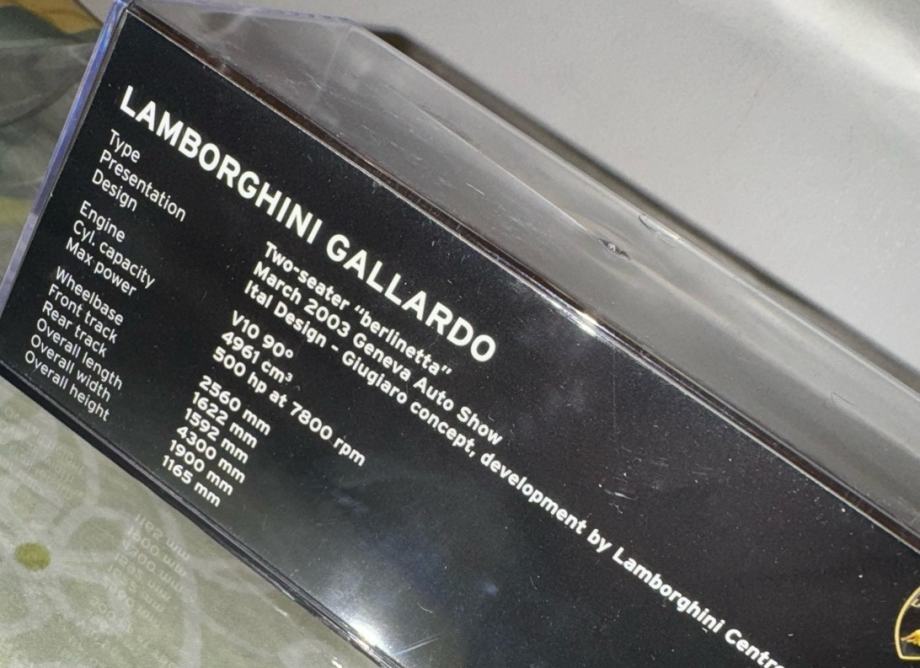 LAMBORGHINI GALLARDO
Type Two-seater “berlinetta”
Presentation March 2003 Geneva Auto Show
Design Ital Design - Giugiaro concept, development by Lamborghini Centro
Engine V10 90°
Cyl. capacity 4961 cm³
Max power 500 hp at 7800 rpm
Wheelbase 2560 mm
Front track 1622 mm
Rear track 1592 mm
Overall length 4300 mm
Overall width 1900 mm
Overall height 1165 mm